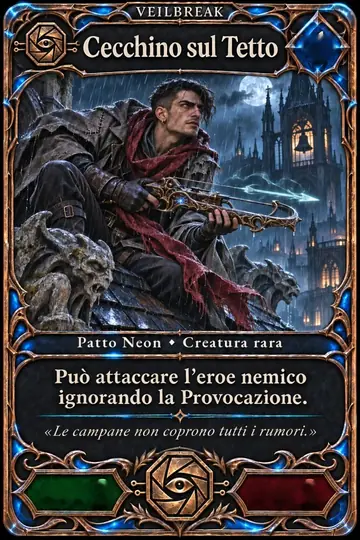 VEILBREAK
Cecchino sul Tetto
Patto Neon ✦ Creatura rara
Può attaccare l'eroe nemico
ignorando la Provocazione.
«Le campane non coprono tutti i rumori.»